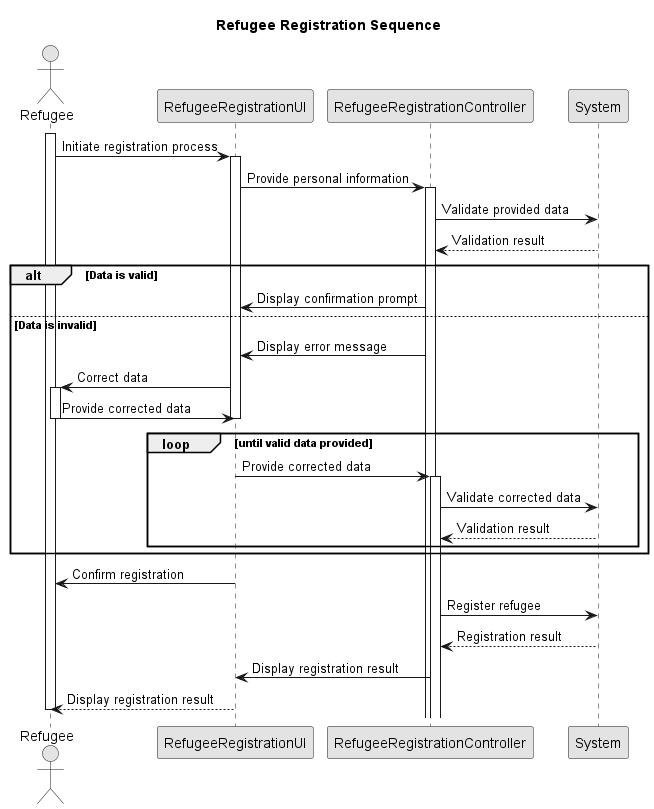 Refugee Registration Sequence
Refugee
RefugeeRegistrationUI
RefugeeRegistrationController
System
Initiate registration process
Provide personal information
Validate provided data
Validation result
alt
[Data is valid]
Display confirmation prompt
[Data is invalid]
Display error message
Correct data
Provide corrected data
loop
[until valid data provided]
Provide corrected data
Validate corrected data
Validation result
Confirm registration
Register refugee
Registration result
Display registration result
Display registration result
Refugee
RefugeeRegistrationUI
RefugeeRegistrationController
System